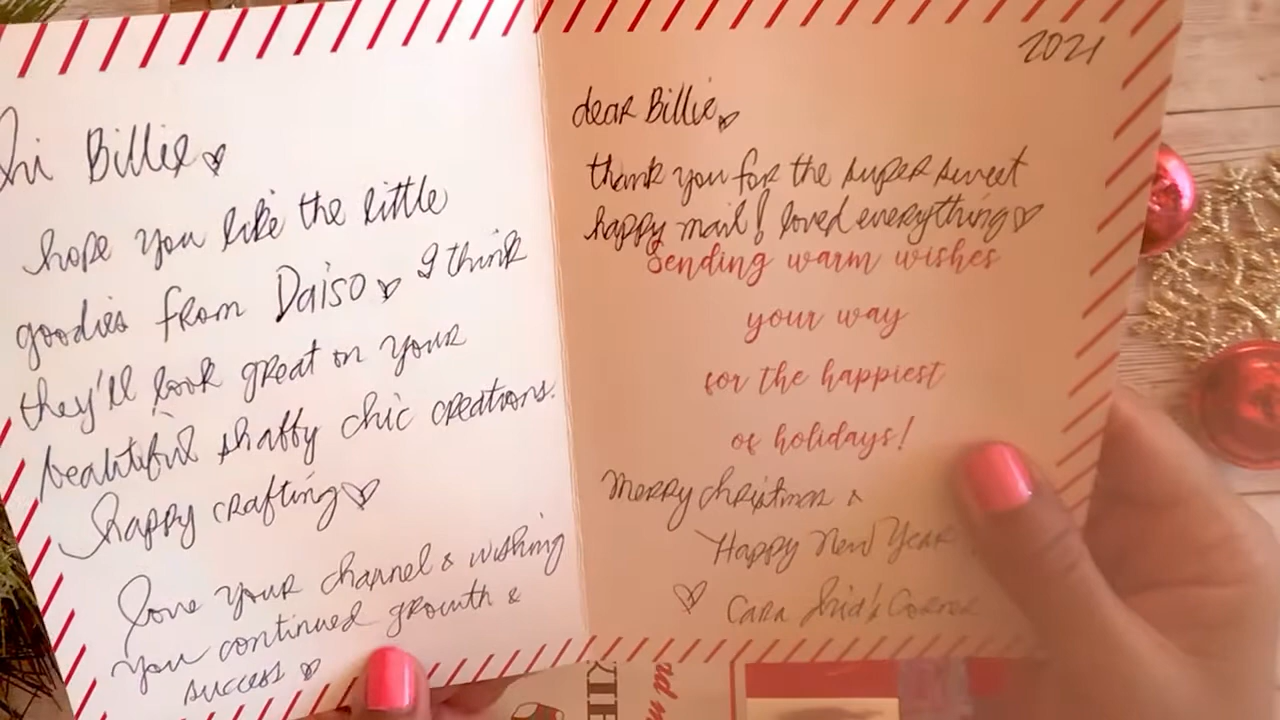 hi Billie
hope you like the little
goodies from Daiso I think
they'll look great on your
beautiful shabby chic creations.
happy crafting
love your channel & wishing
you continued growth &
success
2021
dear Billie,
thank you for the super sweet
happy mail! loved everything
Sending warm wishes
your way
for the happiest
of holidays!
Merry Christmas &
Happy New Year
Cara